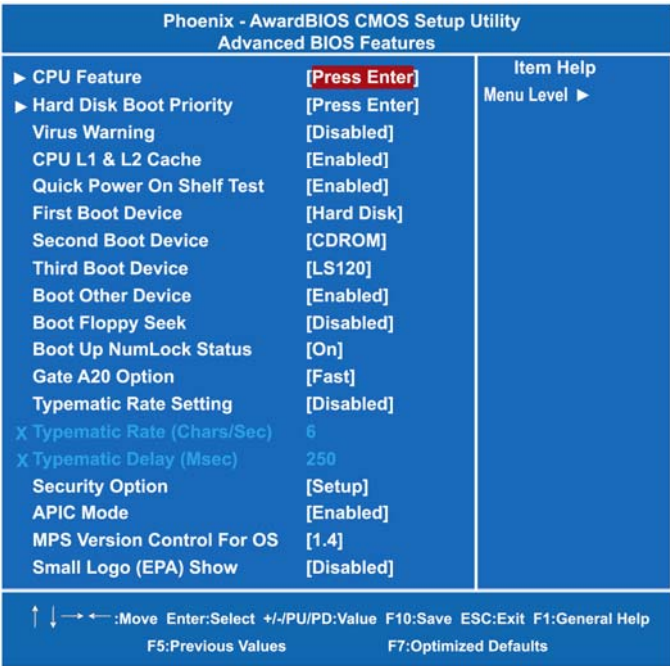 Phoenix - AwardBIOS CMOS Setup Utility
Advanced BIOS Features
► CPU Feature [Press Enter]
► Hard Disk Boot Priority [Press Enter]
Virus Warning [Disabled]
CPU L1 & L2 Cache [Enabled]
Quick Power On Shelf Test [Enabled]
First Boot Device [Hard Disk]
Second Boot Device [CDROM]
Third Boot Device [LS120]
Boot Other Device [Enabled]
Boot Floppy Seek [Disabled]
Boot Up NumLock Status [On]
Gate A20 Option [Fast]
Typematic Rate Setting [Disabled]
X Typematic Rate (Chars/Sec) 6
X Typematic Delay (Msec) 250
Security Option [Setup]
APIC Mode [Enabled]
MPS Version Control For OS [1.4]
Small Logo (EPA) Show [Disabled]
Item Help
Menu Level ►
↑ ↓ → ← :Move Enter:Select +/-/PU/PD:Value F10:Save ESC:Exit F1:General Help
F5:Previous Values F7:Optimized Defaults